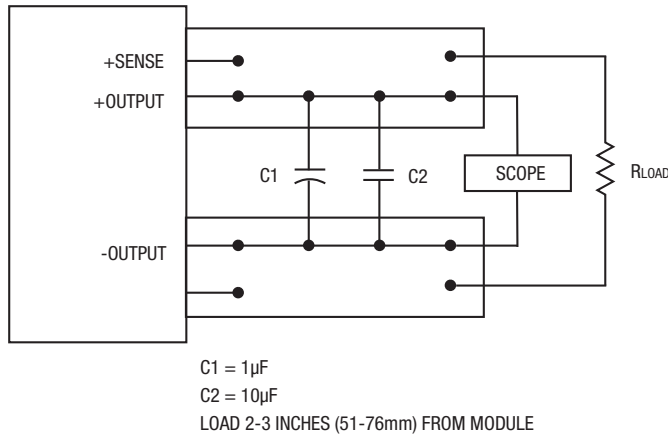 +SENSE
+OUTPUT
C1
C2
SCOPE
RLOAD
-OUTPUT
C1 = 1µF
C2 = 10µF
LOAD 2-3 INCHES (51-76mm) FROM MODULE